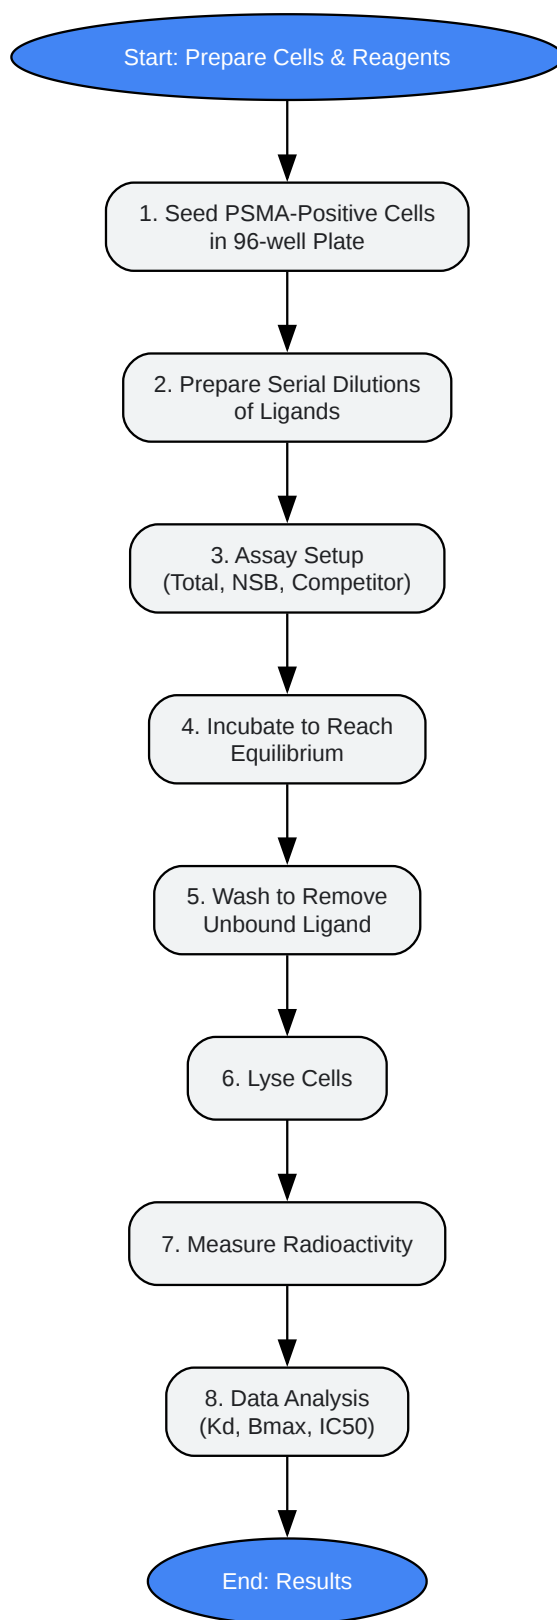 Start: Prepare Cells & Reagents
1. Seed PSMA-Positive Cells
in 96-well Plate
2. Prepare Serial Dilutions
of Ligands
3. Assay Setup
(Total, NSB, Competitor)
4. Incubate to Reach
Equilibrium
5. Wash to Remove
Unbound Ligand
6. Lyse Cells
7. Measure Radioactivity
8. Data Analysis
(Kd, Bmax, IC50)
End: Results